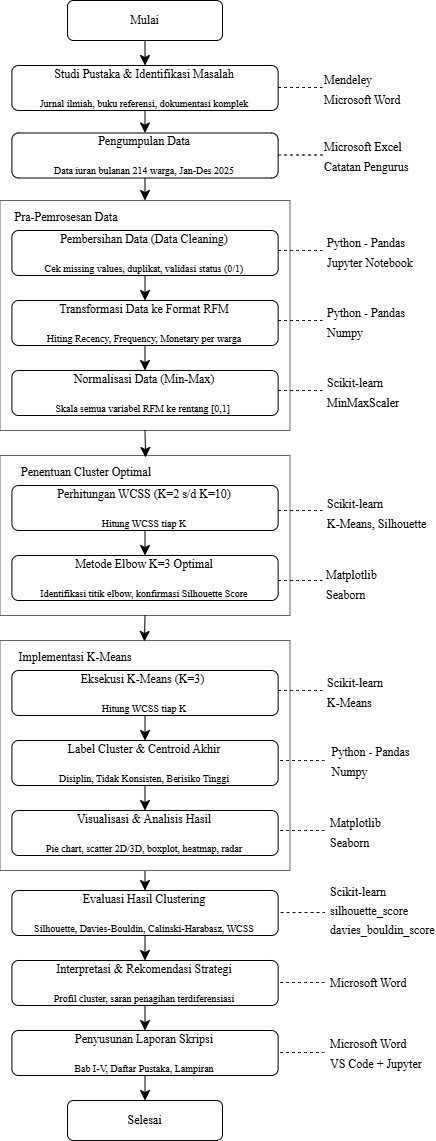 Mulai
Studi Pustaka & Identifikasi Masalah
Jurnal ilmiah, buku referensi, dokumentasi komplek
Mendeley
Microsoft Word
Pengumpulan Data
Data iuran bulanan 214 warga, Jan-Des 2025
Microsoft Excel
Catatan Pengurus
Pra-Pemrosesan Data
Pembersihan Data (Data Cleaning)
Cek missing values, duplikat, validasi status (0/1)
Python - Pandas
Jupyter Notebook
Transformasi Data ke Format RFM
Hiting Recency, Frequency, Monetary per warga
Python - Pandas
Numpy
Normalisasi Data (Min-Max)
Skala semua variabel RFM ke rentang [0,1]
Scikit-learn
MinMaxScaler
Penentuan Cluster Optimal
Perhitungan WCSS (K=2 s/d K=10)
Hitung WCSS tiap K
Scikit-learn
K-Means, Silhouette
Metode Elbow K=3 Optimal
Identifikasi titik elbow, konfirmasi Silhouette Score
Matplotlib
Seaborn
Implementasi K-Means
Eksekusi K-Means (K=3)
Hitung WCSS tiap K
Scikit-learn
K-Means
Label Cluster & Centroid Akhir
Disiplin, Tidak Konsisten, Berisiko Tinggi
Python - Pandas
Numpy
Visualisasi & Analisis Hasil
Pie chart, scatter 2D/3D, boxplot, heatmap, radar
Matplotlib
Seaborn
Evaluasi Hasil Clustering
Silhouette, Davies-Bouldin, Calinski-Harabasz, WCSS
Scikit-learn
silhouette_score
davies_bouldin_score
Interpretasi & Rekomendasi Strategi
Profil cluster, saran penagihan terdiferensiasi
Microsoft Word
Penyusunan Laporan Skripsi
Bab I-V, Daftar Pustaka, Lampiran
Microsoft Word
VS Code + Jupyter
Selesai